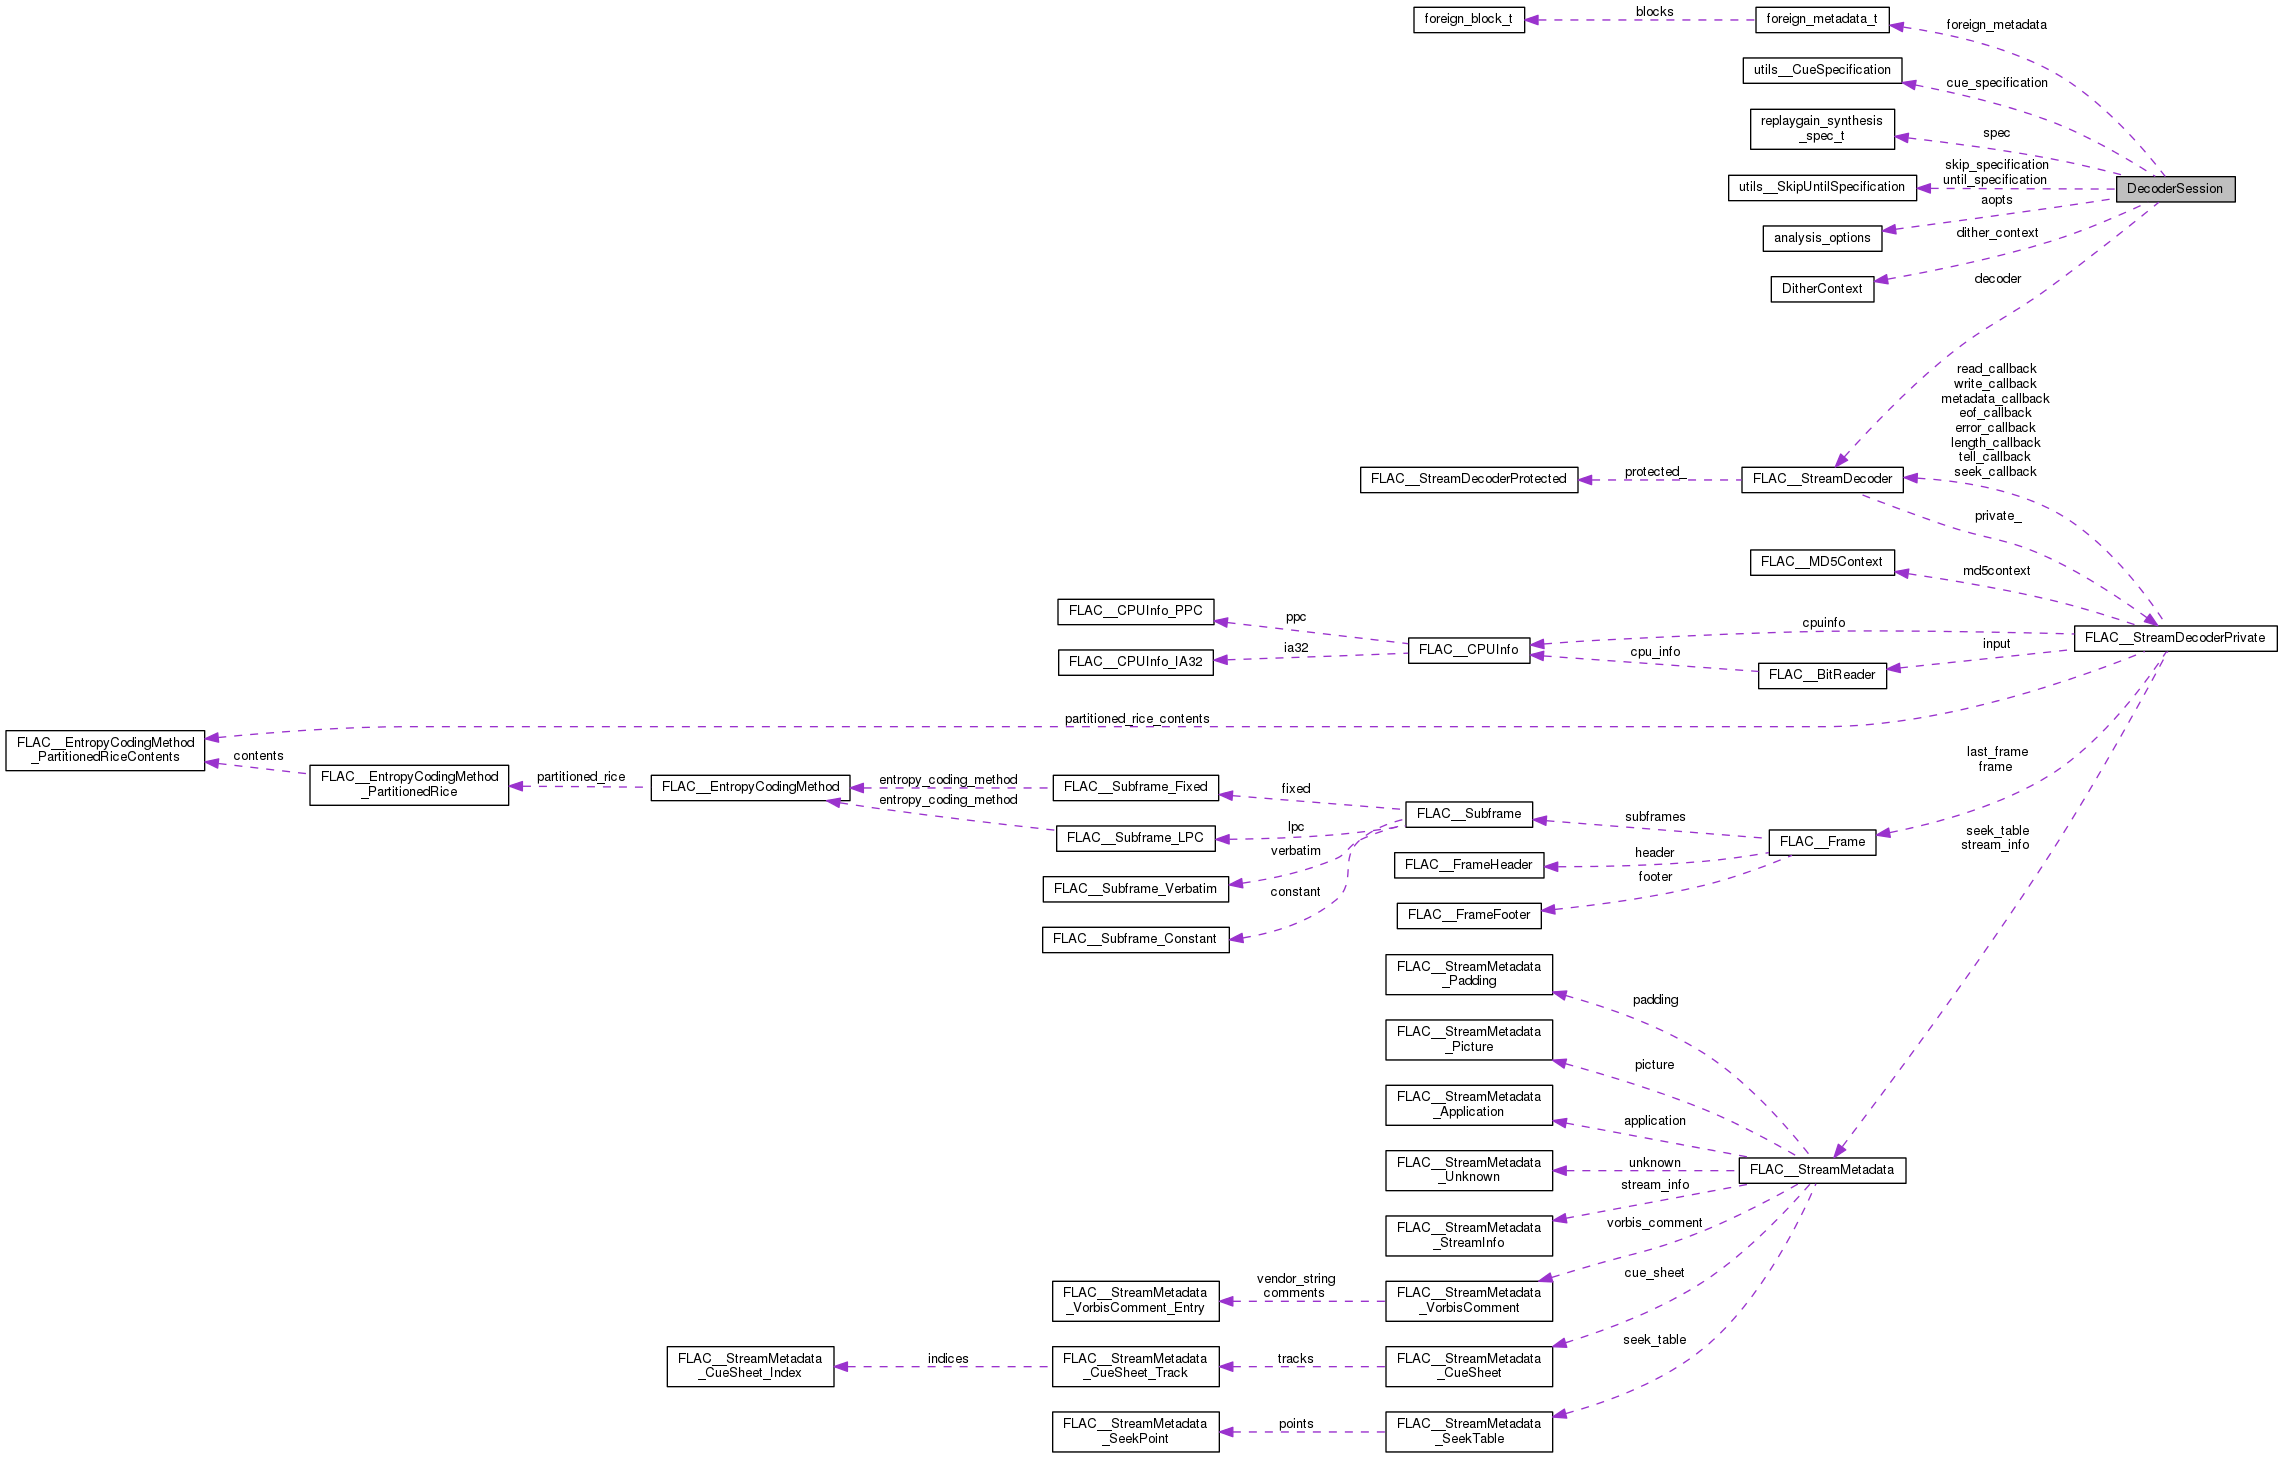 foreign_block_t
blocks
foreign_metadata_t
foreign_metadata
utils__CueSpecification
cue_specification
replaygain_synthesis
_spec_t
spec
utils__SkipUntilSpecification
skip_specification
until_specification
DecoderSession
aopts
analysis_options
dither_context
DitherContext
decoder
read_callback
write_callback
metadata_callback
eof_callback
error_callback
length_callback
tell_callback
seek_callback
FLAC__StreamDecoderProtected
protected_
FLAC__StreamDecoder
private_
FLAC__MD5Context
md5context
FLAC__CPUInfo_PPC
ppc
cpuinfo
FLAC__StreamDecoderPrivate
FLAC__CPUInfo_IA32
ia32
FLAC__CPUInfo
cpu_info
input
FLAC__BitReader
partitioned_rice_contents
FLAC__EntropyCodingMethod
_PartitionedRiceContents
contents
FLAC__EntropyCodingMethod
_PartitionedRice
partitioned_rice
FLAC__EntropyCodingMethod
entropy_coding_method
entropy_coding_method
FLAC__Subframe_Fixed
fixed
last_frame
frame
FLAC__Subframe_LPC
lpc
FLAC__Subframe
subframes
FLAC__Frame
verbatim
FLAC__FrameHeader
header
seek_table
stream_info
FLAC__Subframe_Verbatim
constant
footer
FLAC__FrameFooter
FLAC__Subframe_Constant
FLAC__StreamMetadata
_Padding
padding
FLAC__StreamMetadata
_Picture
picture
FLAC__StreamMetadata
_Application
application
FLAC__StreamMetadata
_Unknown
unknown
FLAC__StreamMetadata
stream_info
FLAC__StreamMetadata
_StreamInfo
vorbis_comment
FLAC__StreamMetadata
_VorbisComment_Entry
vendor_string
comments
FLAC__StreamMetadata
_VorbisComment
cue_sheet
FLAC__StreamMetadata
_CueSheet_Index
indices
FLAC__StreamMetadata
_CueSheet_Track
tracks
FLAC__StreamMetadata
_CueSheet
seek_table
FLAC__StreamMetadata
_SeekPoint
points
FLAC__StreamMetadata
_SeekTable